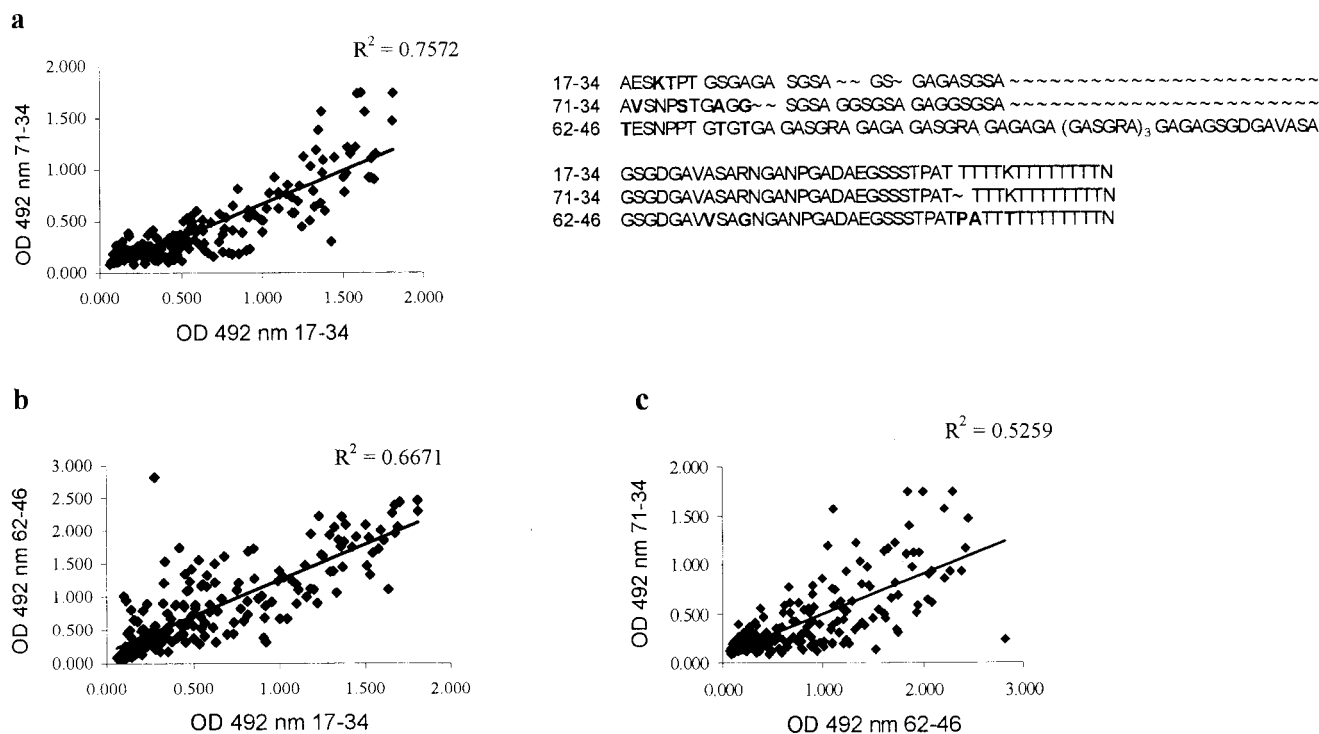 a
R² = 0.7572
2.000
1.500
1.000
0.500
0.000
OD 492 nm 71-34
0.000 0.500 1.000 1.500 2.000
OD 492 nm 17-34
17-34 AESKTPT GSGAGA SGSA ~~ GS~ GAGASGSA ~~~~~~~~~~~~~~~~~~~~~~~~
71-34 AVSNPSTGAGG~~ SGSA GGSGSA GAGGSGSA ~~~~~~~~~~~~~~~~~~~~~~~~
62-46 TESNPPT GTGTGA GASGRA GAGA GASGRA GAGAGA (GASGRA)₃ GAGAGSGDGAVASA
17-34 GSGDGAVASARNGANPGADAEGSSSTPAT TTTTKTTTTTTTTN
71-34 GSGDGAVASARNGANPGADAEGSSSTPAT~ TTTKTTTTTTTTN
62-46 GSGDGAVVSAGNGANPGADAEGSSSTPATPATTTTTTTTTTTN
b
R² = 0.6671
3.000
2.500
2.000
1.500
1.000
0.500
0.000
OD 492 nm 62-46
0.000 0.500 1.000 1.500 2.000
OD 492 nm 17-34
c
R² = 0.5259
2.000
1.500
1.000
0.500
0.000
OD 492 nm 71-34
0.000 1.000 2.000 3.000
OD 492 nm 62-46